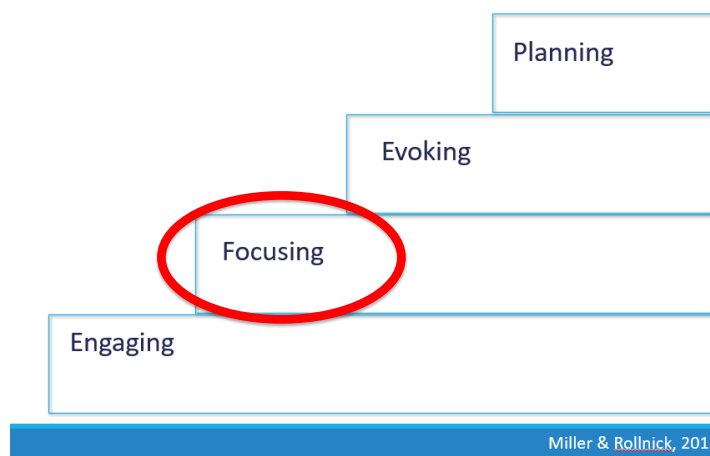 Planning
Evoking
Focusing
Engaging
Miller & Rollnick, 201